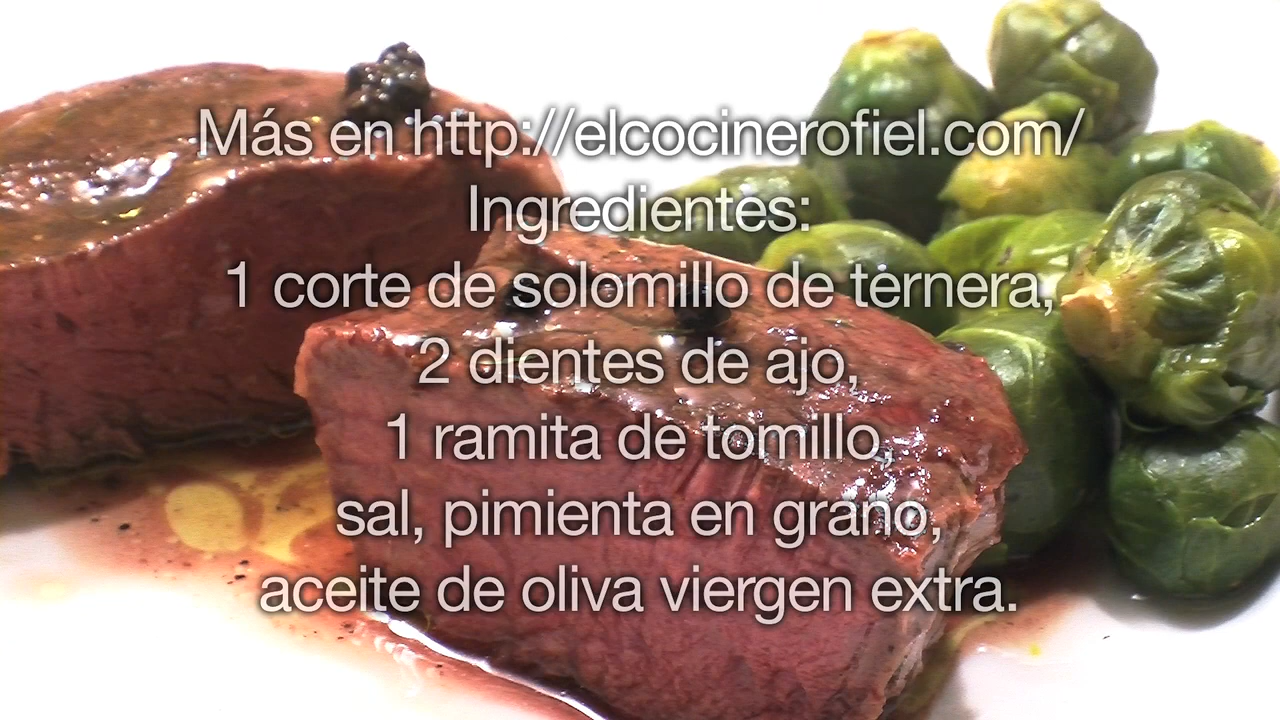 Más en http://elcocinerofiel.com/
Ingredientes:
1 corte de solomillo de ternera,
2 dientes de ajo,
1 ramita de tomillo,
sal, pimienta en grano,
aceite de oliva viergen extra.